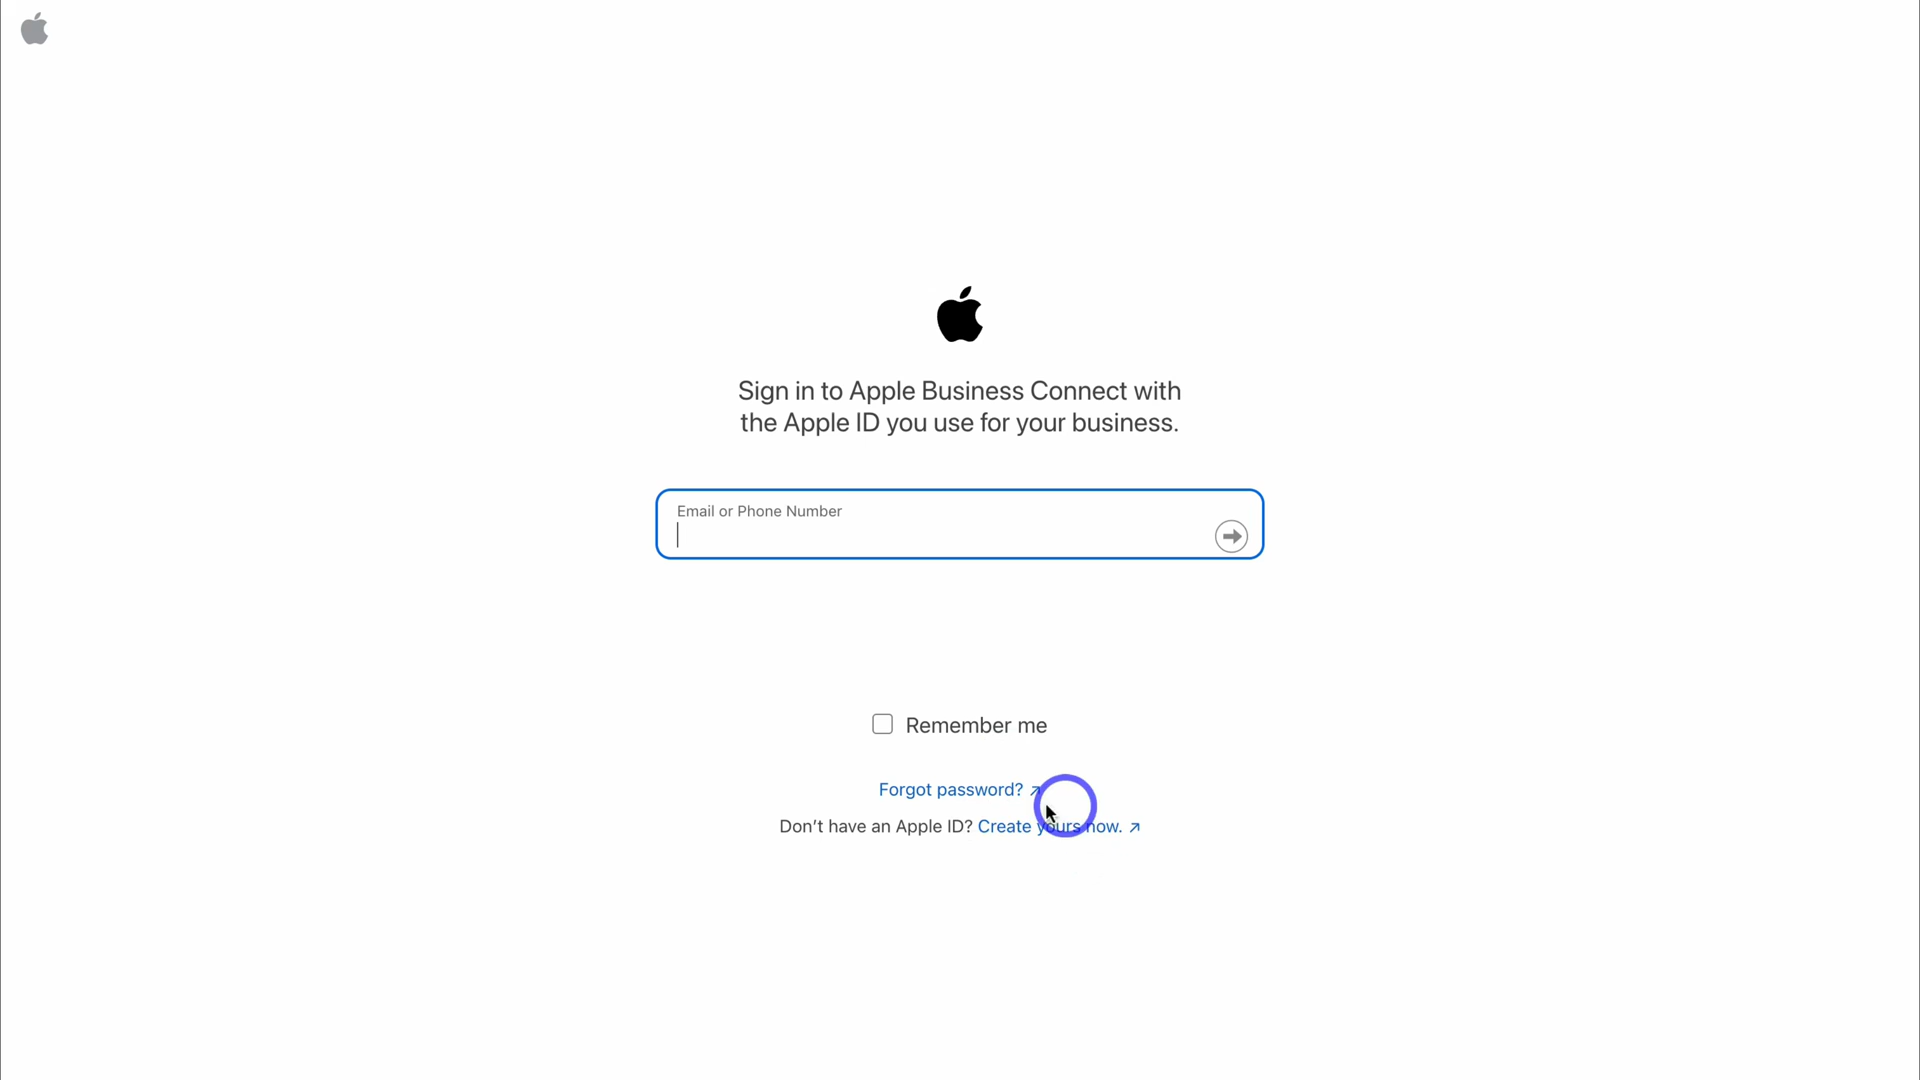 Sign in to Apple Business Connect with
the Apple ID you use for your business.
Email or Phone Number
Remember me
Forgot password? ↗
Don’t have an Apple ID? Create yours now. ↗